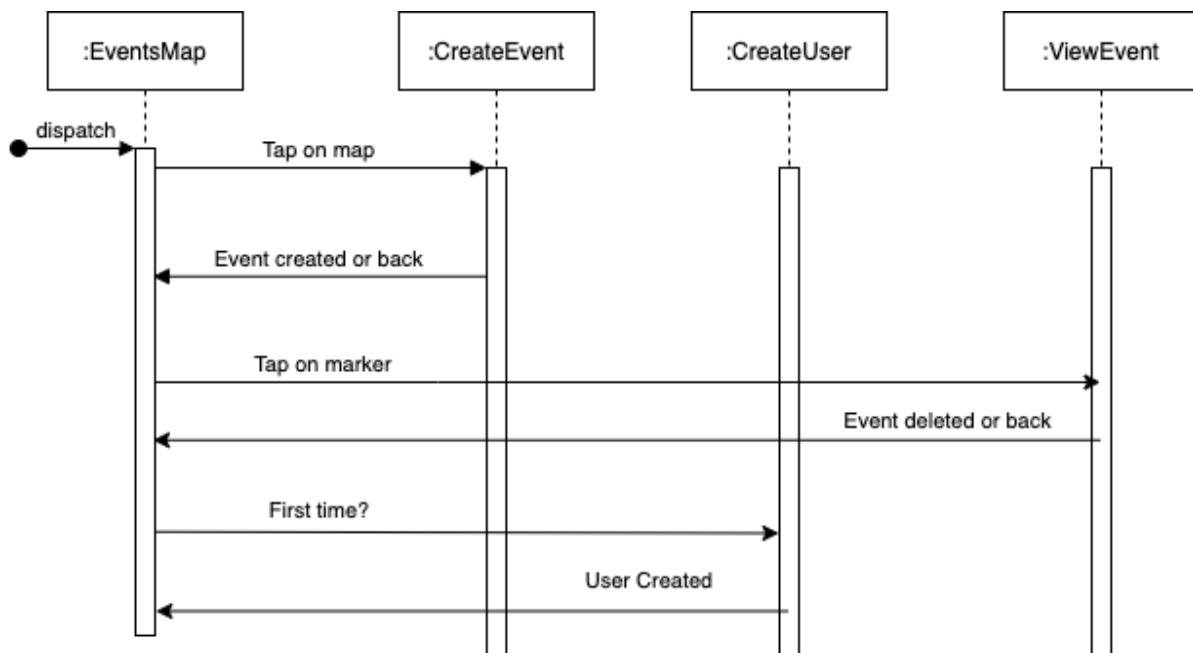 :EventsMap
:CreateEvent
:CreateUser
:ViewEvent
dispatch
Tap on map
Event created or back
Tap on marker
Event deleted or back
First time?
User Created